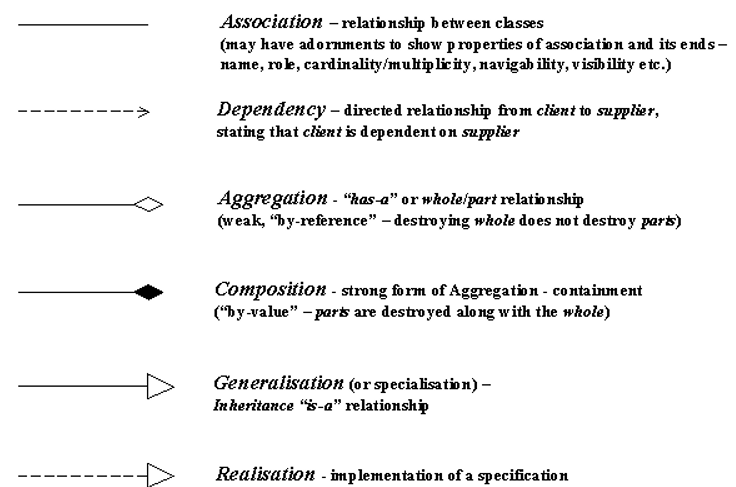 Association – relationship between classes
(may have adornments to show properties of association and its ends –
name, role, cardinality/multiplicity, navigability, visibility etc.)
Dependency – directed relationship from client to supplier,
stating that client is dependent on supplier
Aggregation - “has-a” or whole/part relationship
(weak, “by-reference” – destroying whole does not destroy parts)
Composition - strong form of Aggregation - containment
(“by-value” – parts are destroyed along with the whole)
Generalisation (or specialisation) –
Inheritance “is-a” relationship
Realisation - implementation of a specification